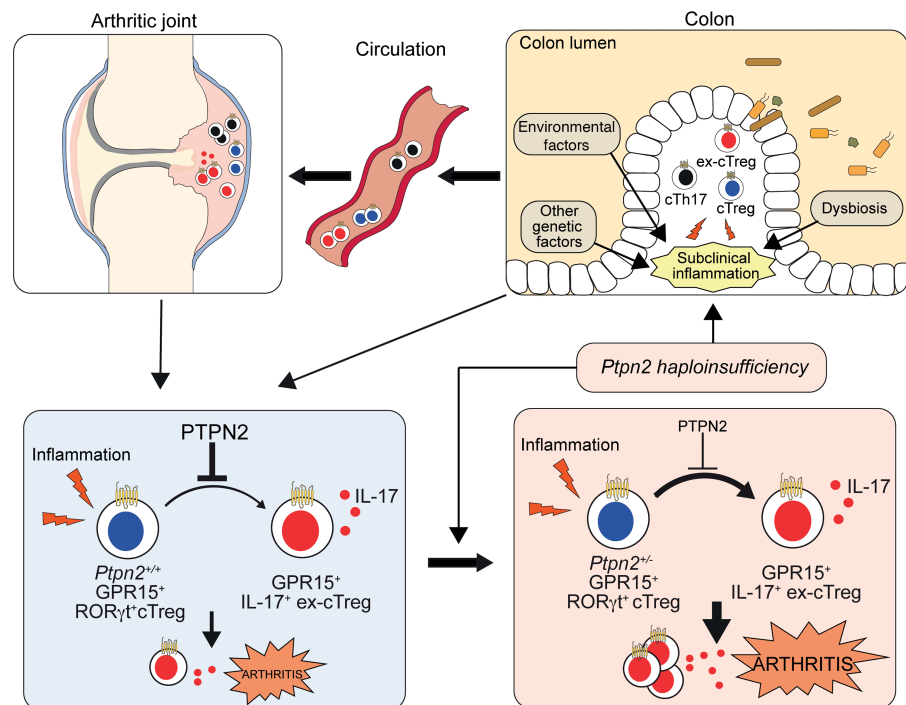 Arthritic joint
Circulation
Colon
Colon lumen
Environmental
factors
ex-cTreg
cTh17
cTreg
Other
genetic
factors
Dysbiosis
Subclinical
inflammation
Ptpn2 haploinsufficiency
PTPN2
Inflammation
IL-17
Ptpn2+/+
GPR15+
RORγt+cTreg
GPR15+
IL-17+ ex-cTreg
ARTHRITIS
PTPN2
Inflammation
IL-17
Ptpn2+/-
GPR15+
RORγt+ cTreg
GPR15+
IL-17+ ex-cTreg
ARTHRITIS